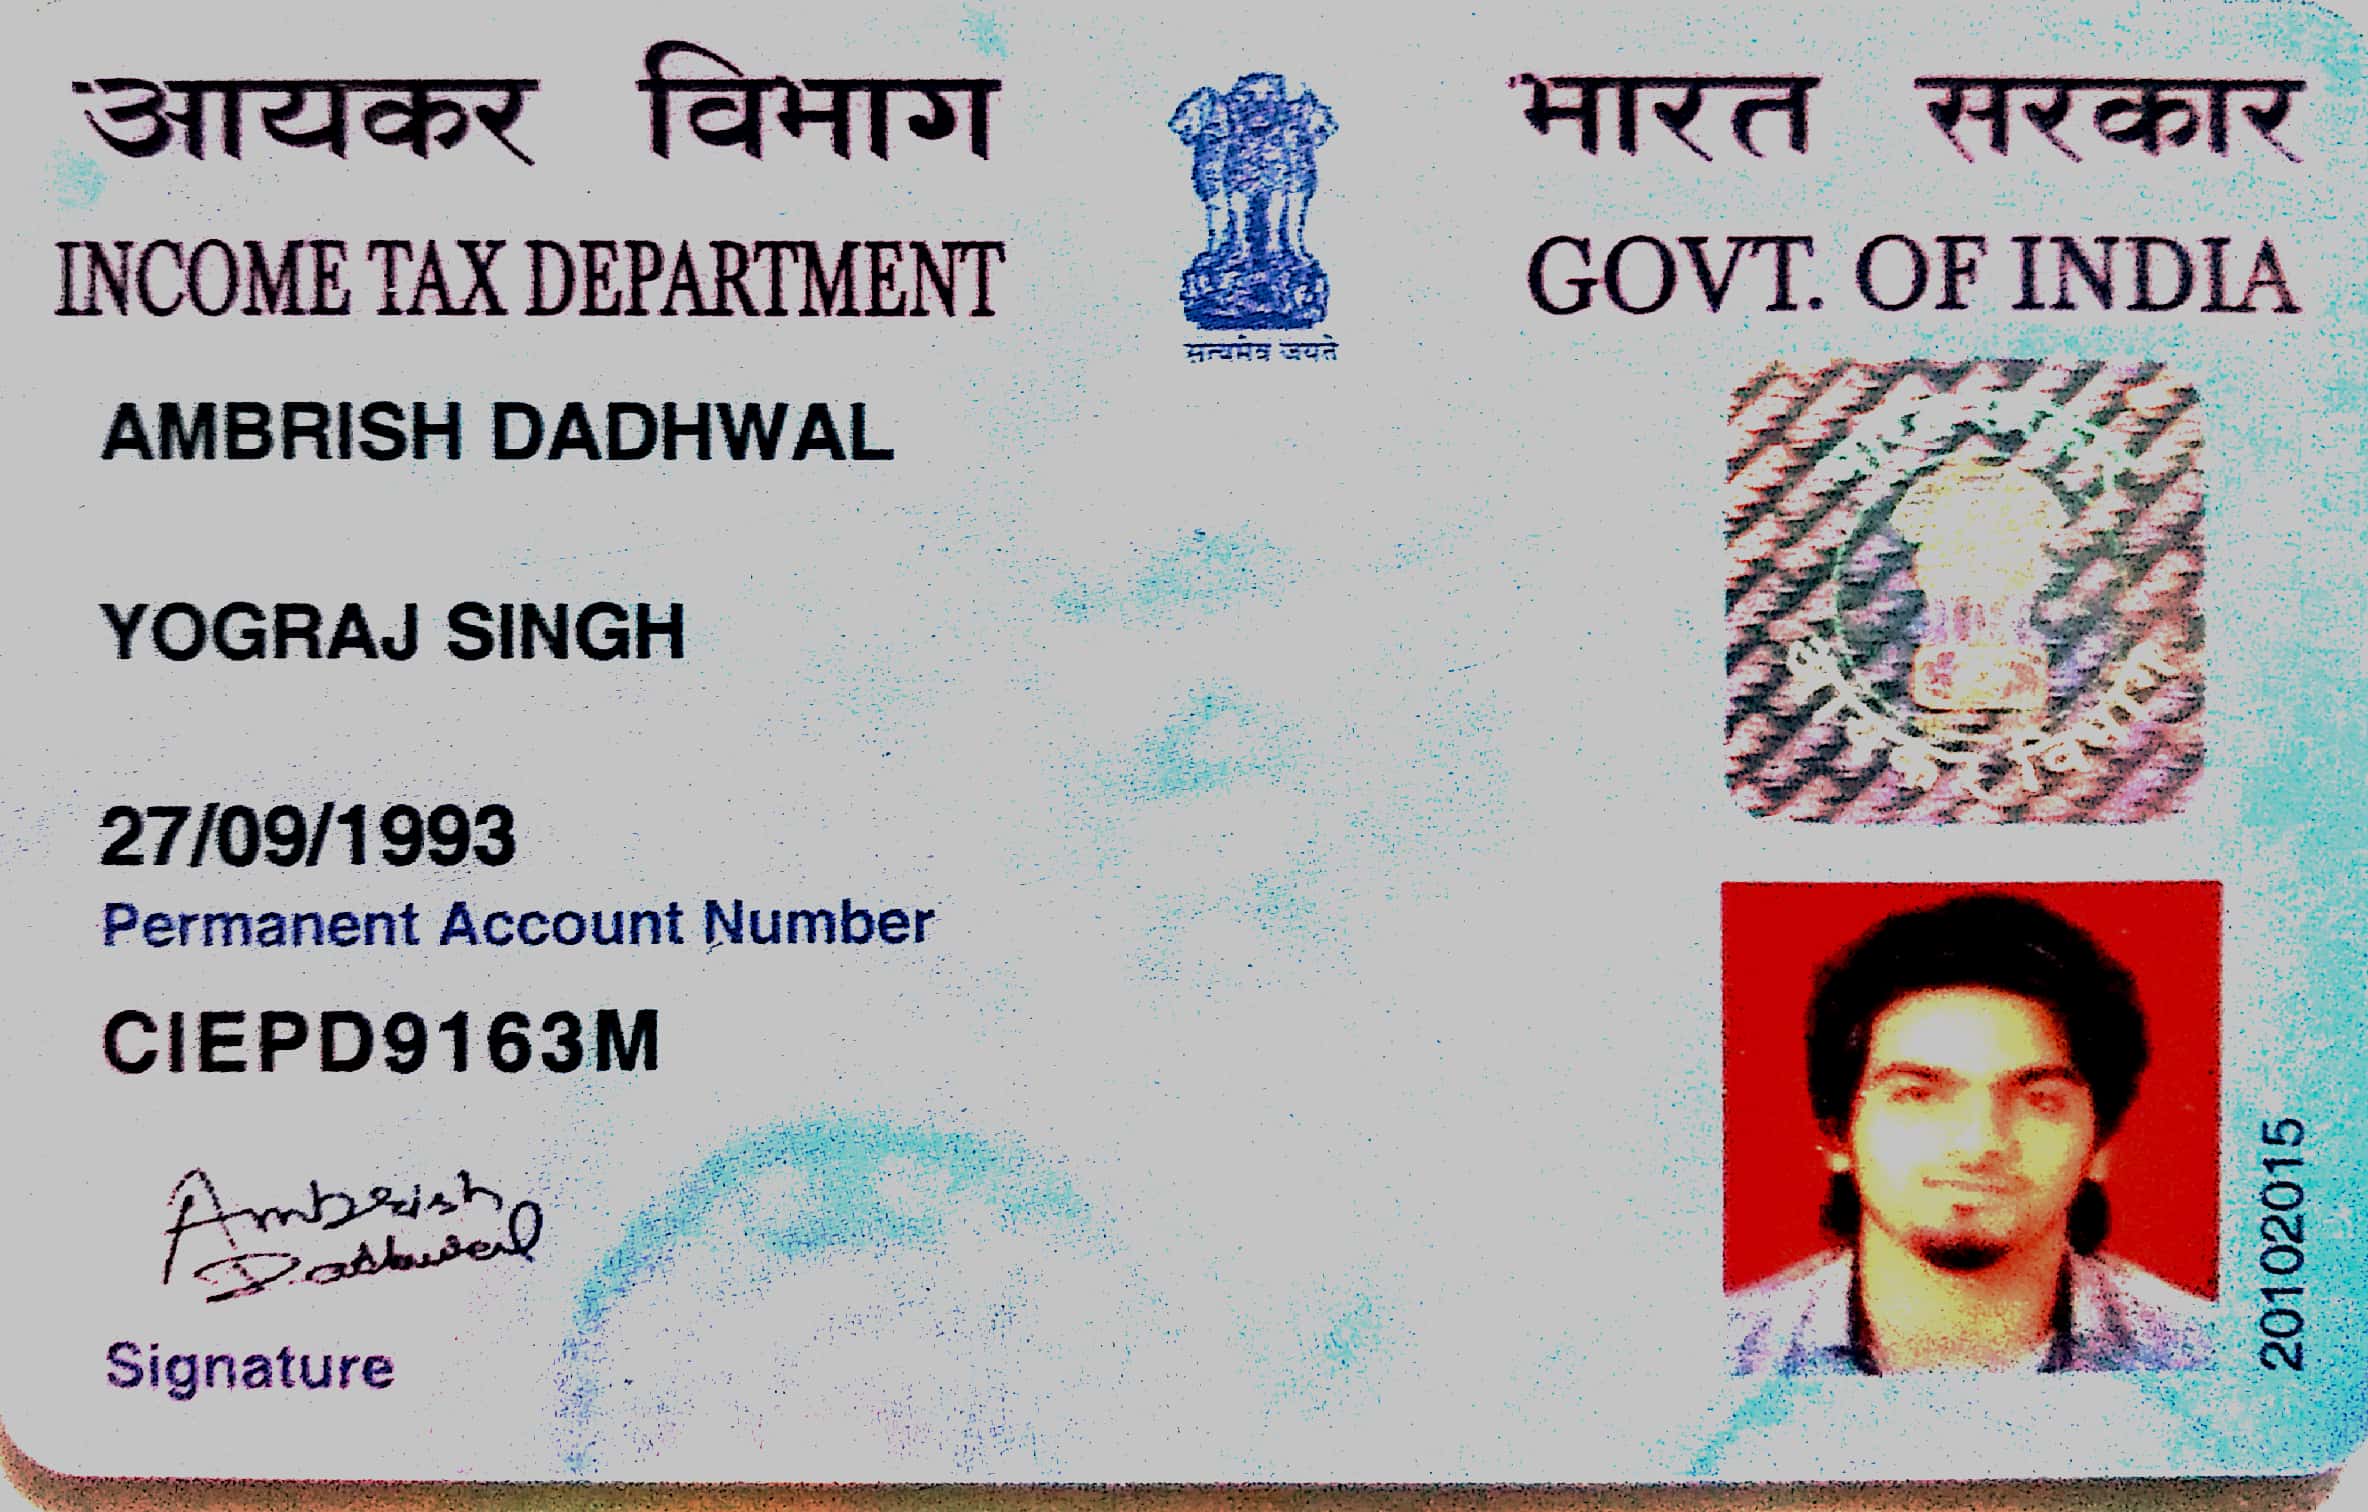 आयकर विभाग
भारत सरकार
INCOME TAX DEPARTMENT
GOVT. OF INDIA
सत्यमेव जयते
AMBRISH DADHWAL
YOGRAJ SINGH
27/09/1993
Permanent Account Number
CIEPD9163M
Ambrish
Dadhwal
Signature
20102015